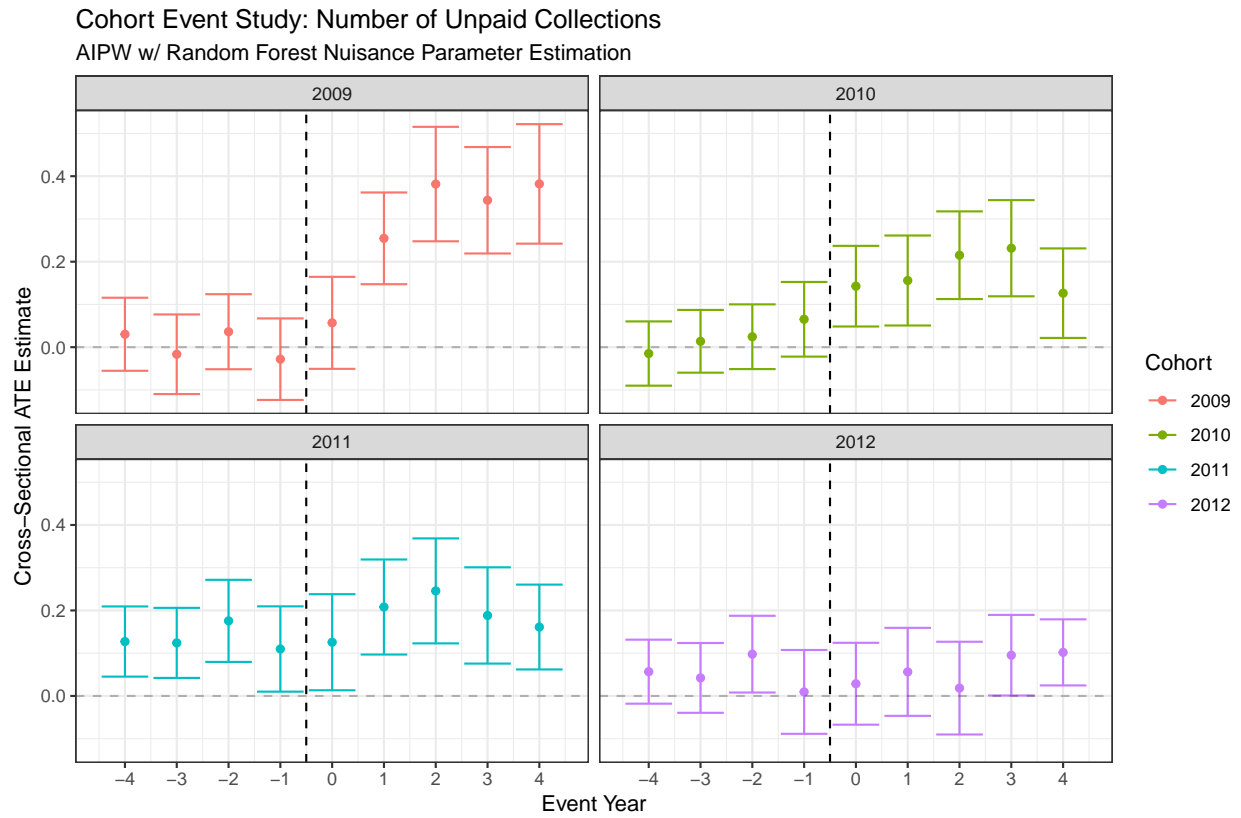 Cohort Event Study: Number of Unpaid Collections
AIPW w/ Random Forest Nuisance Parameter Estimation
2009
2010
0.4
0.2
0.0
2011
2012
0.4
0.2
0.0
−4 −3 −2 −1 0 1 2 3 4
−4 −3 −2 −1 0 1 2 3 4
Event Year
Cross−Sectional ATE Estimate
Cohort
2009
2010
2011
2012